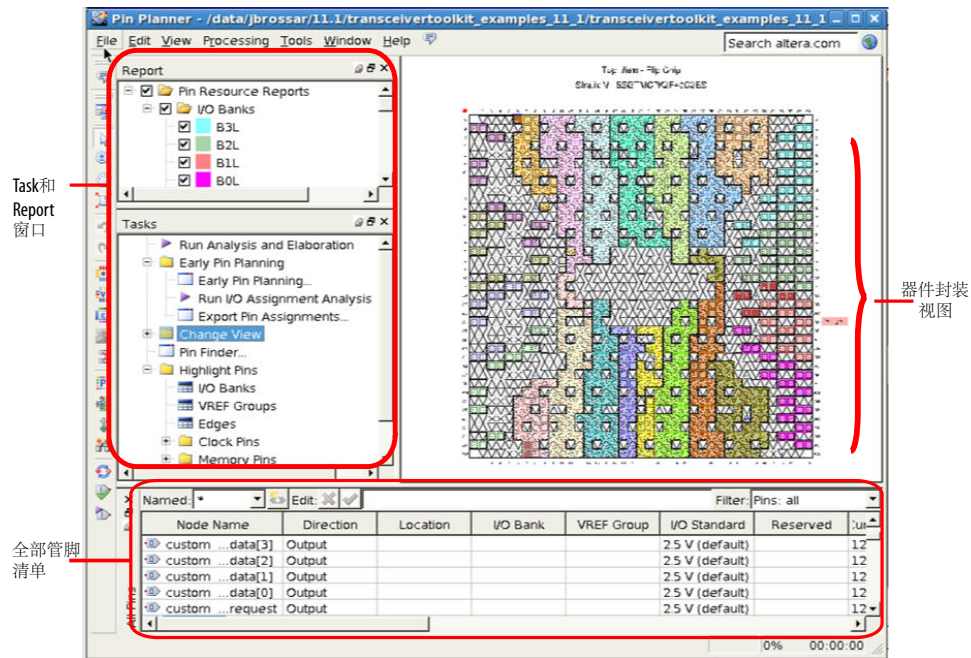 Pin Planner - /data/jbrossar/11.1/transceivertoolkit_examples_11_1/transceivertoolkit_examples_11_1
File Edit View Processing Tools Window Help
Search altera.com
Report
Pin Resource Reports
I/O Banks
B3L
B2L
B1L
B0L
Task和
Report
窗口
Tasks
Run Analysis and Elaboration
Early Pin Planning
Early Pin Planning...
Run I/O Assignment Analysis
Export Pin Assignments...
Change View
Pin Finder...
Highlight Pins
I/O Banks
VREF Groups
Edges
Clock Pins
Memory Pins
Flip Chip
器件封装
视图
全部管脚
清单
All Pins
Named: * Edit: Filter: Pins: all
Node Name Direction Location I/O Bank VREF Group I/O Standard Reserved
custom ...data[3] Output 2.5 V (default) 12
custom ...data[2] Output 2.5 V (default) 12
custom ...data[1] Output 2.5 V (default) 12
custom ...data[0] Output 2.5 V (default) 12
custom ...request Output 2.5 V (default) 12
0% 00:00:00